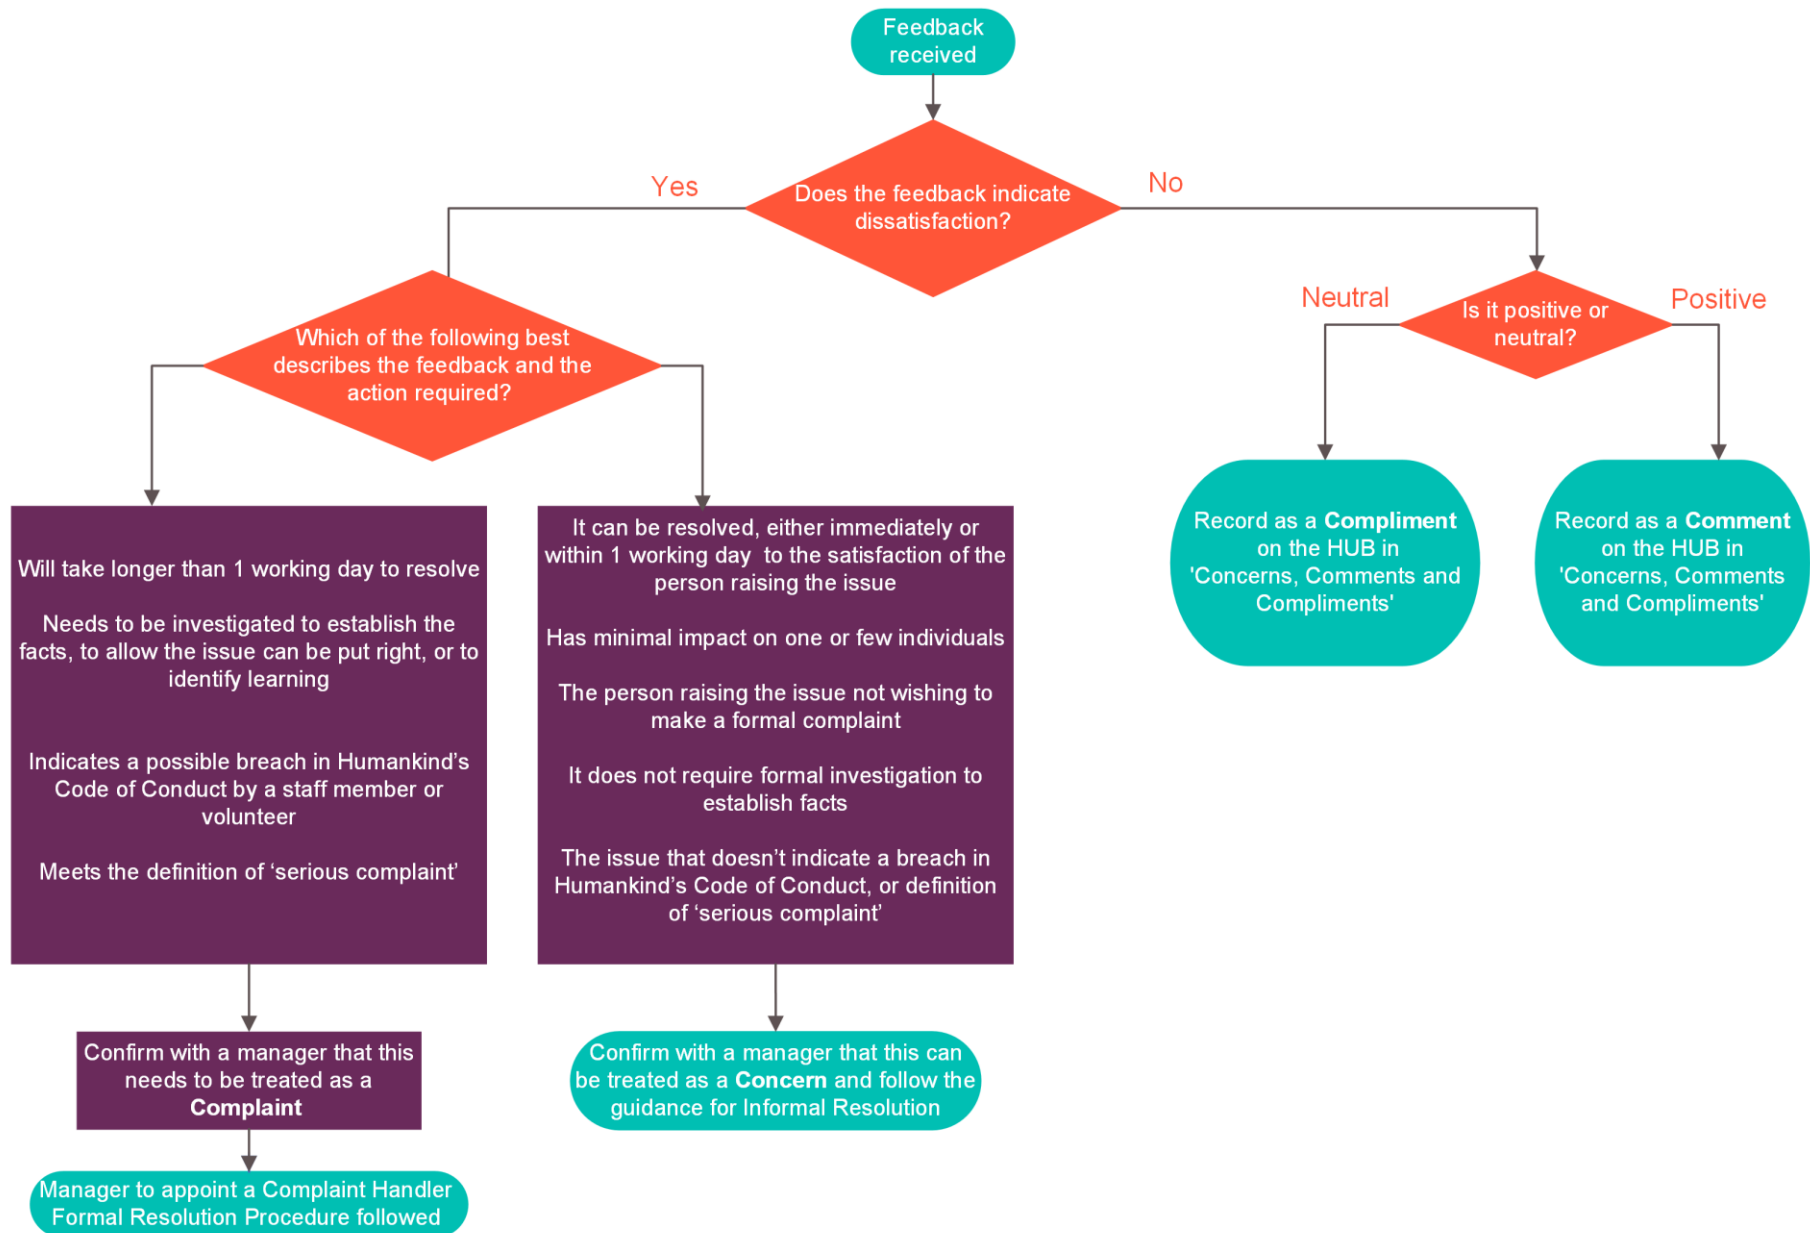 Feedback
received
Does the feedback indicate
dissatisfaction?
Yes
No
Which of the following best
describes the feedback and the
action required?
Is it positive or
neutral?
Neutral
Positive
Will take longer than 1 working day to resolve
Needs to be investigated to establish the
facts, to allow the issue can be put right, or to
identify learning
Indicates a possible breach in Humankind’s
Code of Conduct by a staff member or
volunteer
Meets the definition of ‘serious complaint’
It can be resolved, either immediately or
within 1 working day to the satisfaction of the
person raising the issue
Has minimal impact on one or few individuals
The person raising the issue not wishing to
make a formal complaint
It does not require formal investigation to
establish facts
The issue that doesn’t indicate a breach in
Humankind’s Code of Conduct, or definition
of ‘serious complaint’
Record as a Compliment
on the HUB in
'Concerns, Comments and
Compliments'
Record as a Comment
on the HUB in
'Concerns, Comments
and Compliments'
Confirm with a manager that this
needs to be treated as a
Complaint
Confirm with a manager that this can
be treated as a Concern and follow the
guidance for Informal Resolution
Manager to appoint a Complaint Handler
Formal Resolution Procedure followed